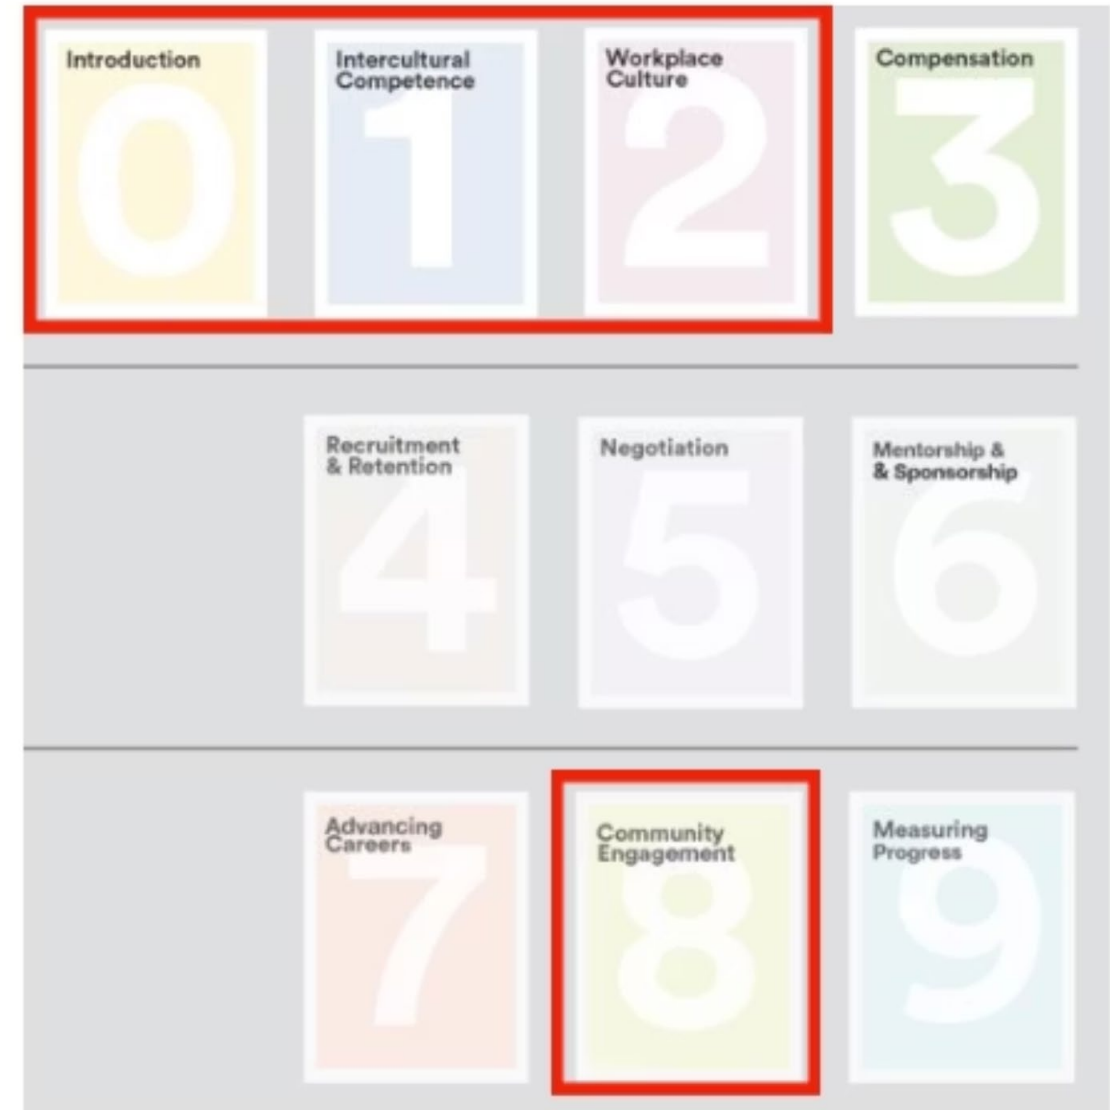 Introduction
0
Intercultural
Competence
1
Workplace
Culture
2
Compensation
3
Recruitment
& Retention
4
Negotiation
5
Mentorship &
& Sponsorship
6
Advancing
Careers
7
Community
Engagement
8
Measuring
Progress
9